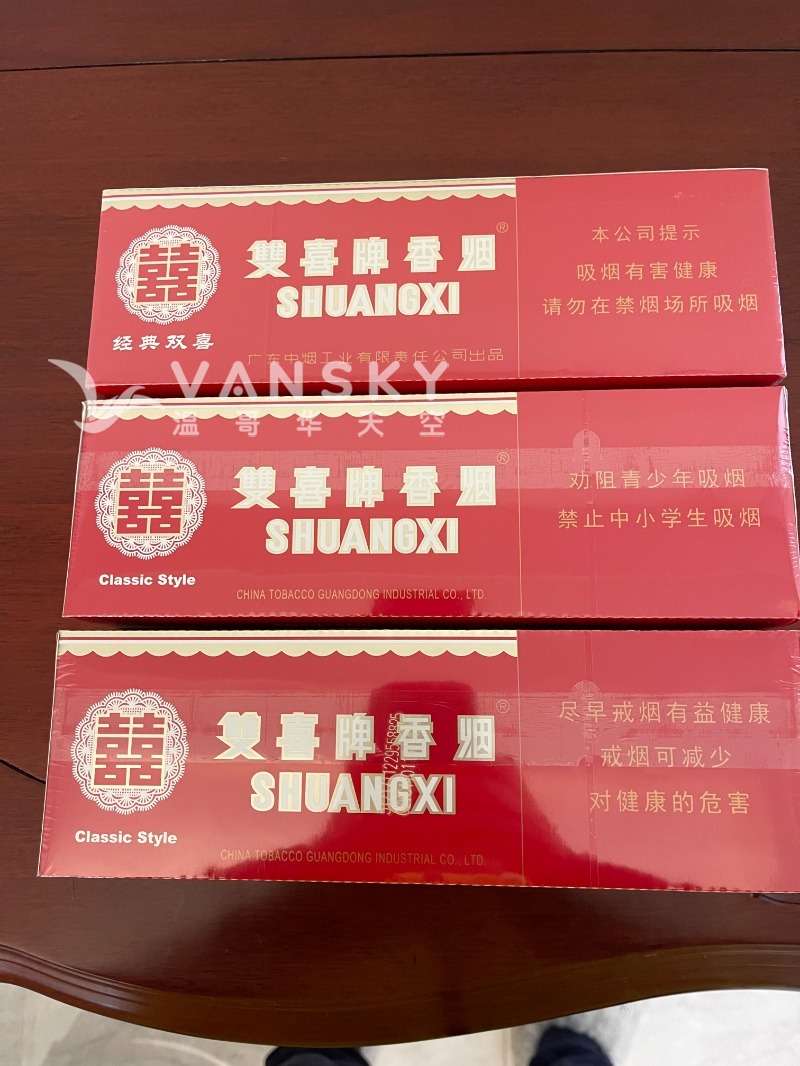 雙喜牌香烟®
SHUANGXI
经典双喜
广东中烟工业有限责任公司出品
本公司提示
吸烟有害健康
请勿在禁烟场所吸烟
VANSKY
温哥华天空
雙喜牌香烟®
SHUANGXI
Classic Style
CHINA TOBACCO GUANGDONG INDUSTRIAL CO., LTD.
劝阻青少年吸烟
禁止中小学生吸烟
雙喜牌香烟®
SHUANGXI
Classic Style
CHINA TOBACCO GUANGDONG INDUSTRIAL CO., LTD.
尽早戒烟有益健康
戒烟可减少
对健康的危害